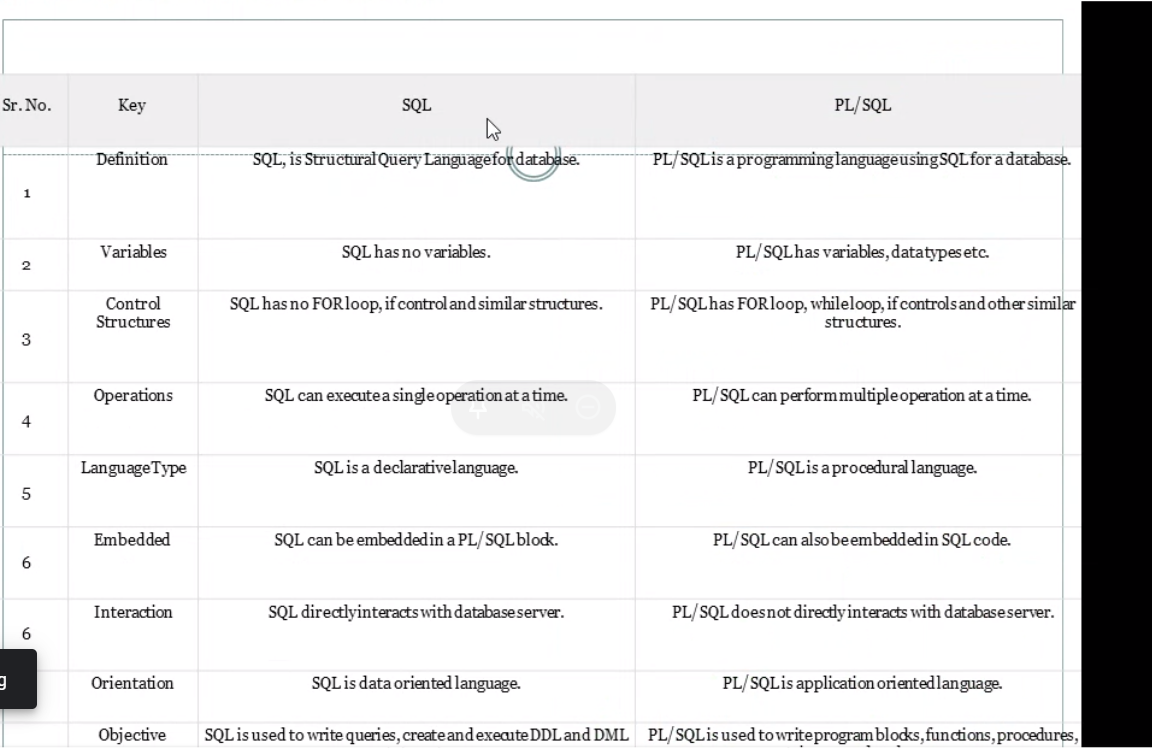 Sr. No. Key SQL PL/SQL
Definition SQL, is Structural Query Language for database. PL/SQL is a programming language using SQL for a database.
1
Variables SQL has no variables. PL/SQL has variables, data types etc.
2
Control SQL has no FOR loop, if control and similar structures. PL/SQL has FOR loop, while loop, if controls and other similar
Structures structures.
3
Operations SQL can execute a single operation at a time. PL/SQL can perform multiple operation at a time.
4
Language Type SQL is a declarative language. PL/SQL is a procedural language.
5
Embedded SQL can be embedded in a PL/SQL block. PL/SQL can also be embedded in SQL code.
6
Interaction SQL directly interacts with database server. PL/SQL does not directly interacts with database server.
6
g
Orientation SQL is data oriented language. PL/SQL is application oriented language.
Objective SQL is used to write queries, create and execute DDL and DML PL/SQL is used to write program blocks, functions, procedures,